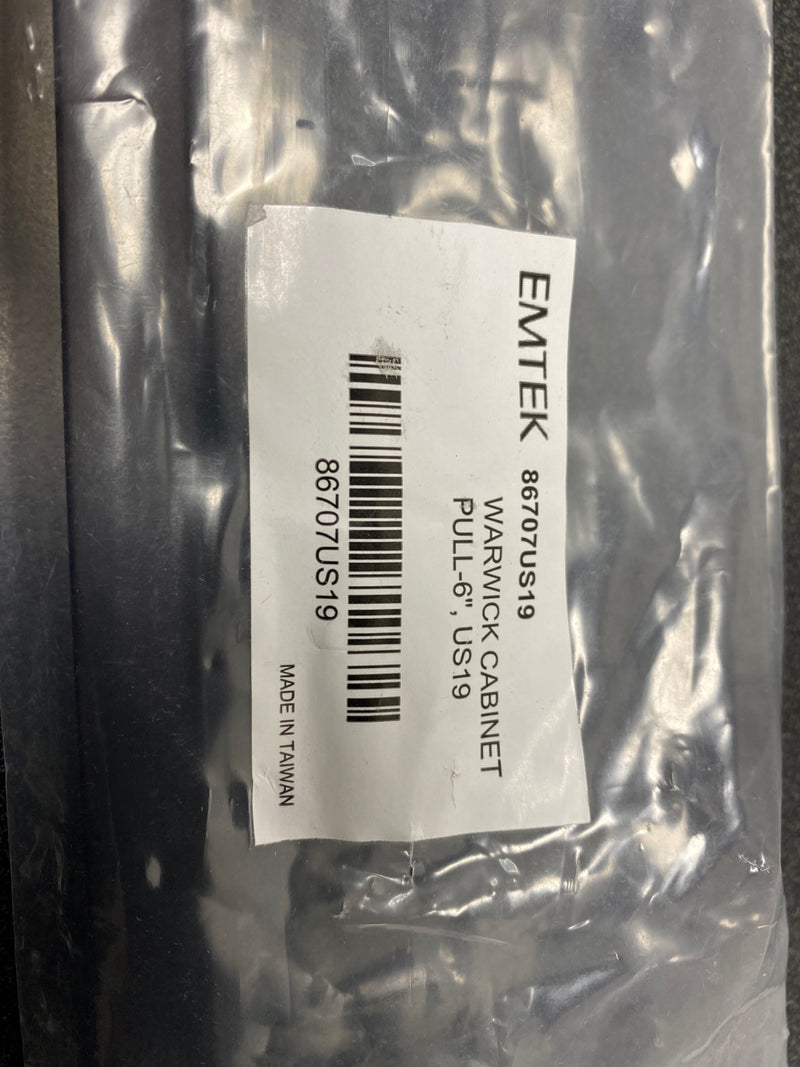 EMTEK 86707US19
WARWICK CABINET
PULL-6", US19
86707US19
MADE IN TAIWAN